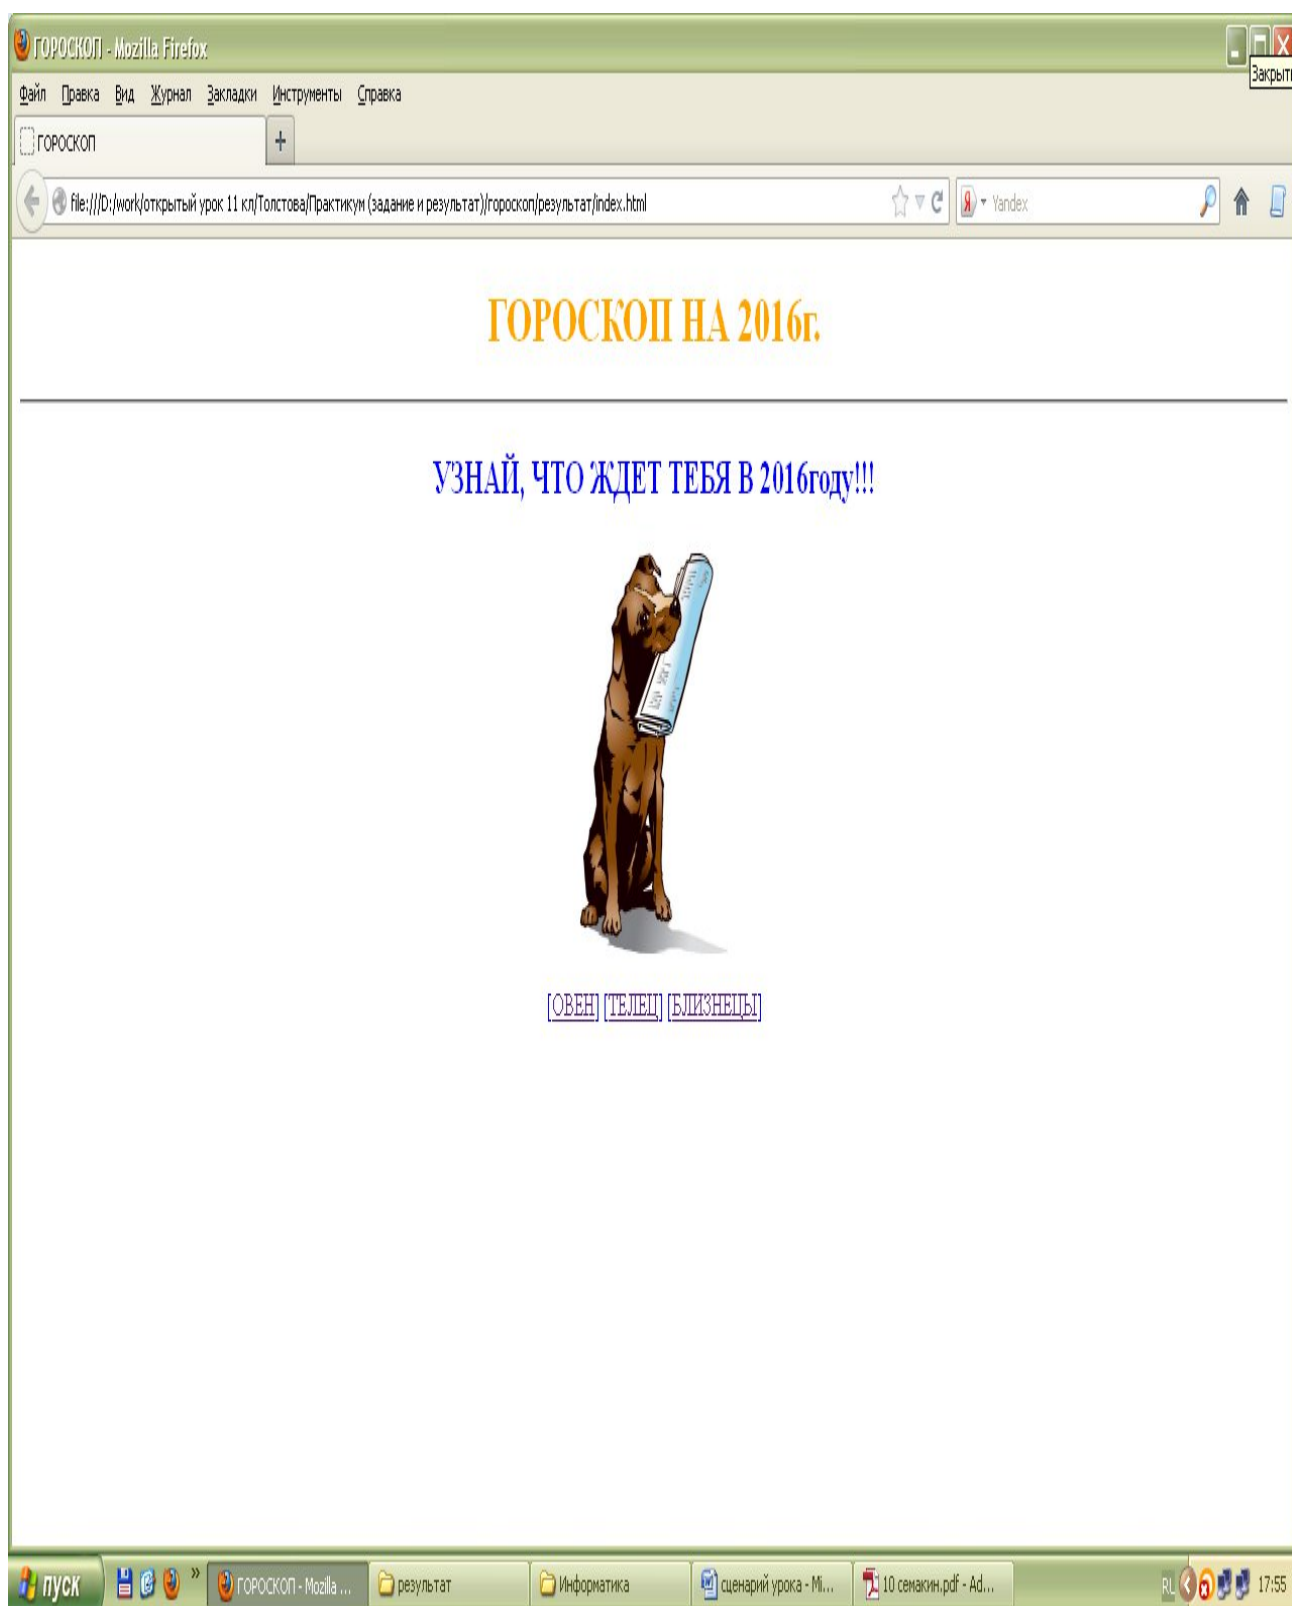 ГОРОСКОП - Mozilla Firefox
Закрыть
Файл Правка Вид Журнал Закладки Инструменты Справка
ГОРОСКОП
file:///D:/work/открытый урок 11 кл/Толстова/Практикум (задание и результат)/гороскоп/результат/index.html
Yandex
ГОРОСКОП НА 2016г.
УЗНАЙ, ЧТО ЖДЕТ ТЕБЯ В 2016году!!!
[ОВЕН] [ТЕЛЕЦ] [БЛИЗНЕЦЫ]
пуск » ГОРОСКОП - Mozilla ... результат Информатика сценарий урока - Mi... 10 семакин.pdf - Ad... RL 17:55